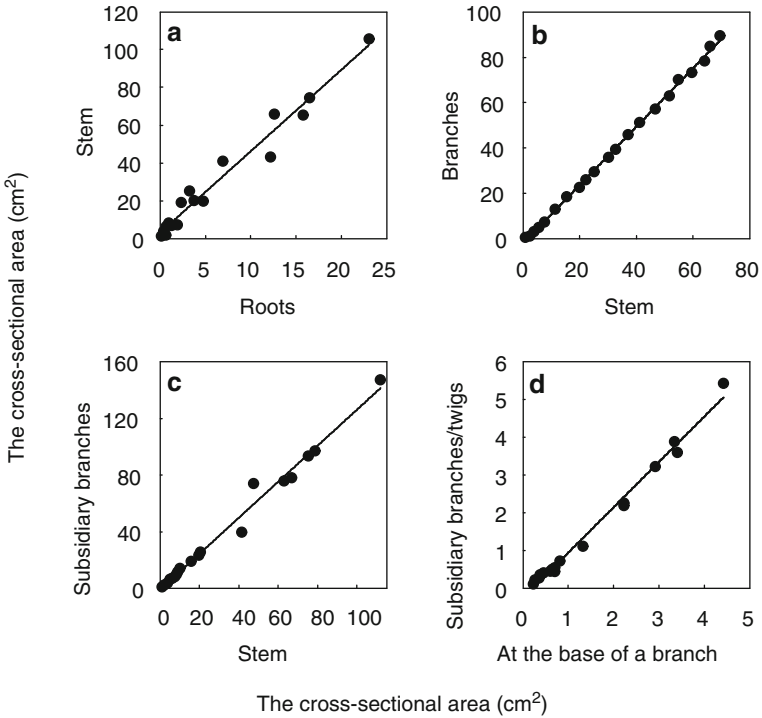 The cross-sectional area (cm²)
a
120
100
80
60
40
20
0
Stem
0 5 10 15 20 25
Roots
b
100
80
60
40
20
0
Branches
0 20 40 60 80
Stem
c
160
120
80
40
0
Subsidiary branches
0 20 40 60 80 100
Stem
d
6
5
4
3
2
1
0
Subsidiary branches/twigs
0 1 2 3 4 5
At the base of a branch
The cross-sectional area (cm²)